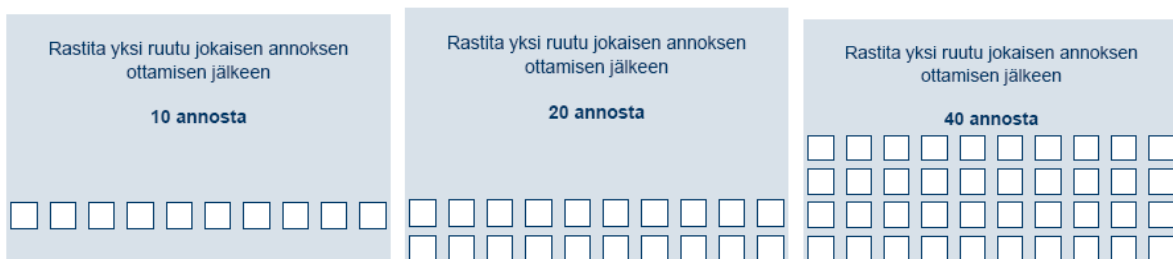 Rastita yksi ruutu jokaisen annoksen
ottamisen jälkeen
10 annosta
Rastita yksi ruutu jokaisen annoksen
ottamisen jälkeen
20 annosta
Rastita yksi ruutu jokaisen annoksen
ottamisen jälkeen
40 annosta